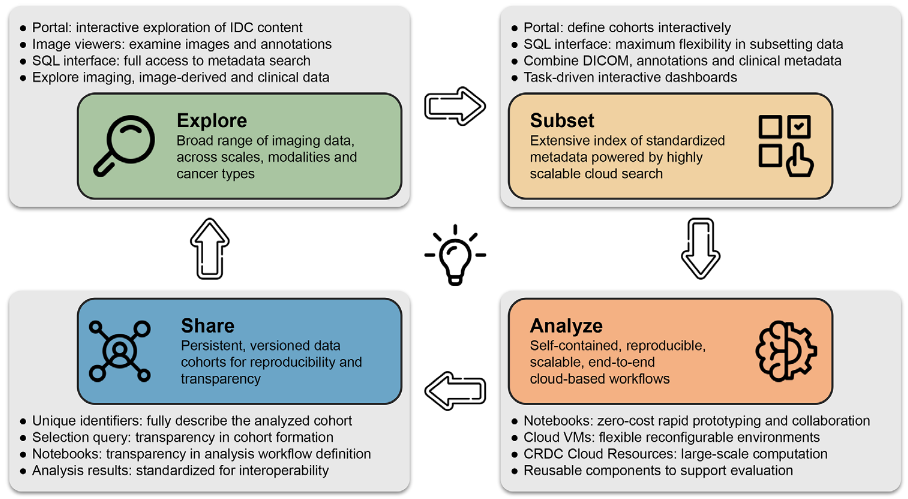 Portal: interactive exploration of IDC content
Image viewers: examine images and annotations
SQL interface: full access to metadata search
Explore imaging, image-derived and clinical data
Explore
Broad range of imaging data,
across scales, modalities and
cancer types
Portal: define cohorts interactively
SQL interface: maximum flexibility in subsetting data
Combine DICOM, annotations and clinical metadata
Task-driven interactive dashboards
Subset
Extensive index of standardized
metadata powered by highly
scalable cloud search
Share
Persistent, versioned data
cohorts for reproducibility and
transparency
Unique identifiers: fully describe the analyzed cohort
Selection query: transparency in cohort formation
Notebooks: transparency in analysis workflow definition
Analysis results: standardized for interoperability
Analyze
Self-contained, reproducible,
scalable, end-to-end
cloud-based workflows
Notebooks: zero-cost rapid prototyping and collaboration
Cloud VMs: flexible reconfigurable environments
CRDC Cloud Resources: large-scale computation
Reusable components to support evaluation